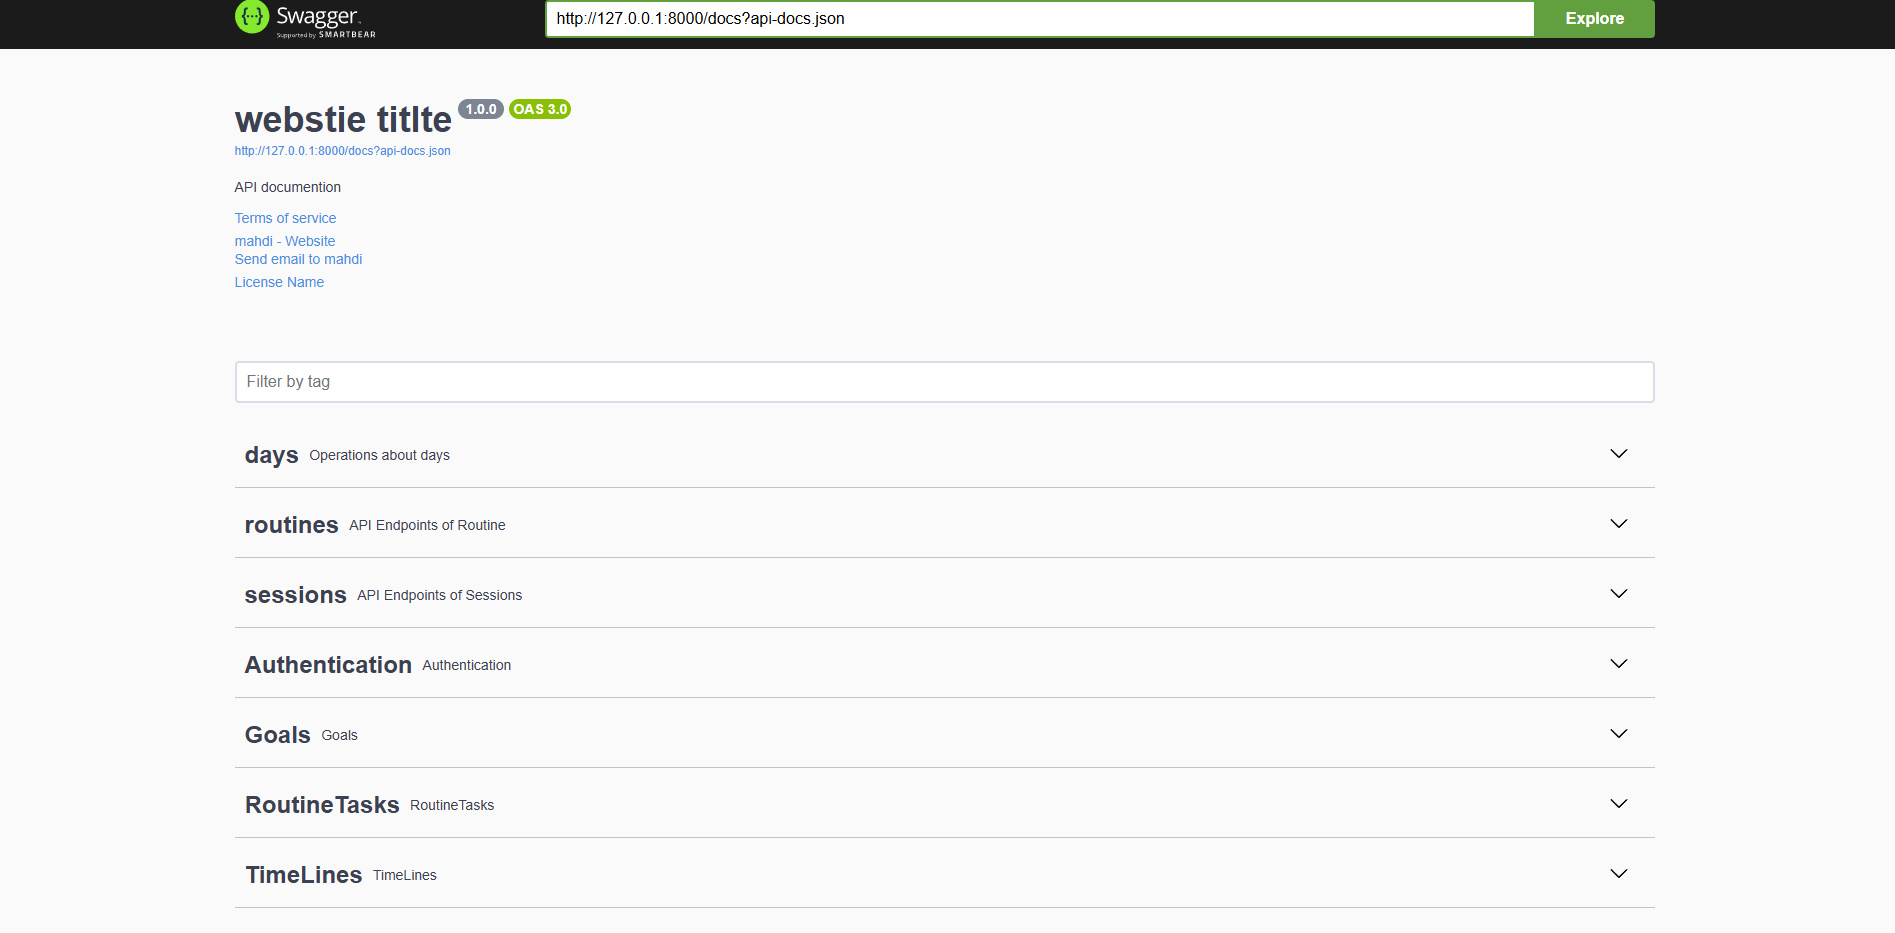 {···} Swagger
Supported by SMARTBEAR
http://127.0.0.1:8000/docs?api-docs.json
Explore
webstie titlte 1.0.0 OAS 3.0
http://127.0.0.1:8000/docs?api-docs.json
API documention
Terms of service
mahdi - Website
Send email to mahdi
License Name
Filter by tag
days Operations about days
routines API Endpoints of Routine
sessions API Endpoints of Sessions
Authentication Authentication
Goals Goals
RoutineTasks RoutineTasks
TimeLines TimeLines